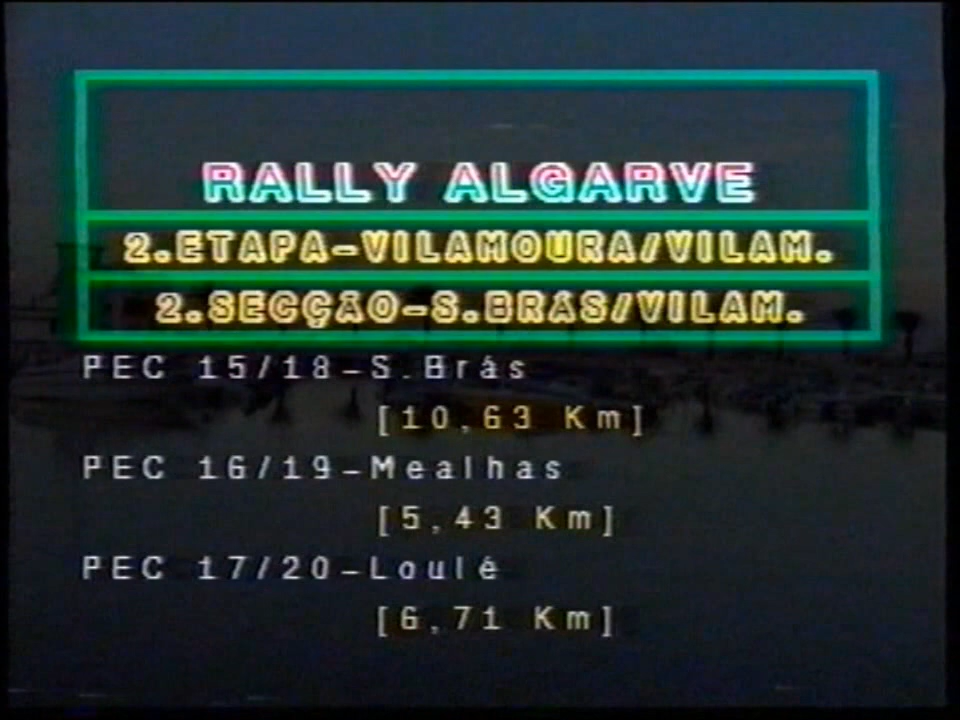 RALLY ALGARVE
2.ETAPA-VILAMOURA/VILAM.
2.SECÇÃO-S.BRÁS/VILAM.
PEC 15/18-S.Brás
[10,63 Km]
PEC 16/19-Mealhas
[5,43 Km]
PEC 17/20-Loulé
[6,71 Km]